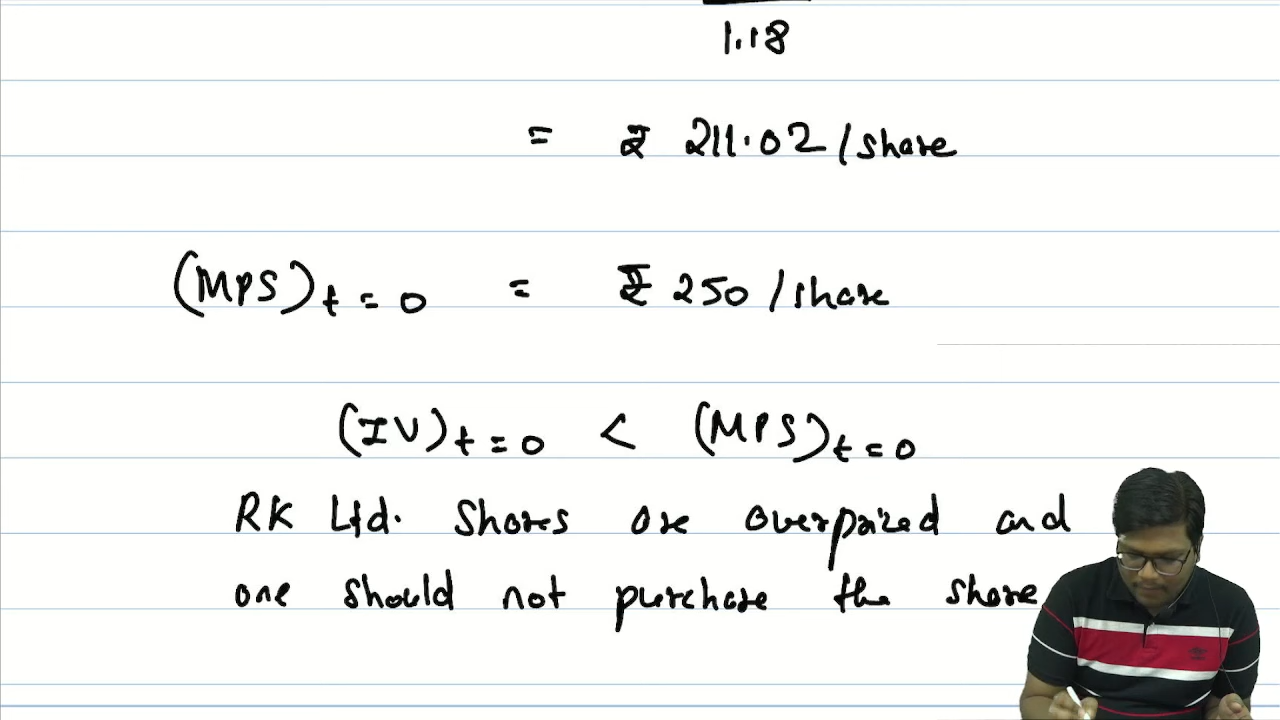 1.18
= ₹ 211.02 / share
(MPS)t=0 = ₹ 250 / share
(IV)t=0 < (MPS)t=0
RK Ltd. Shares are overpriced and
one should not purchase the share